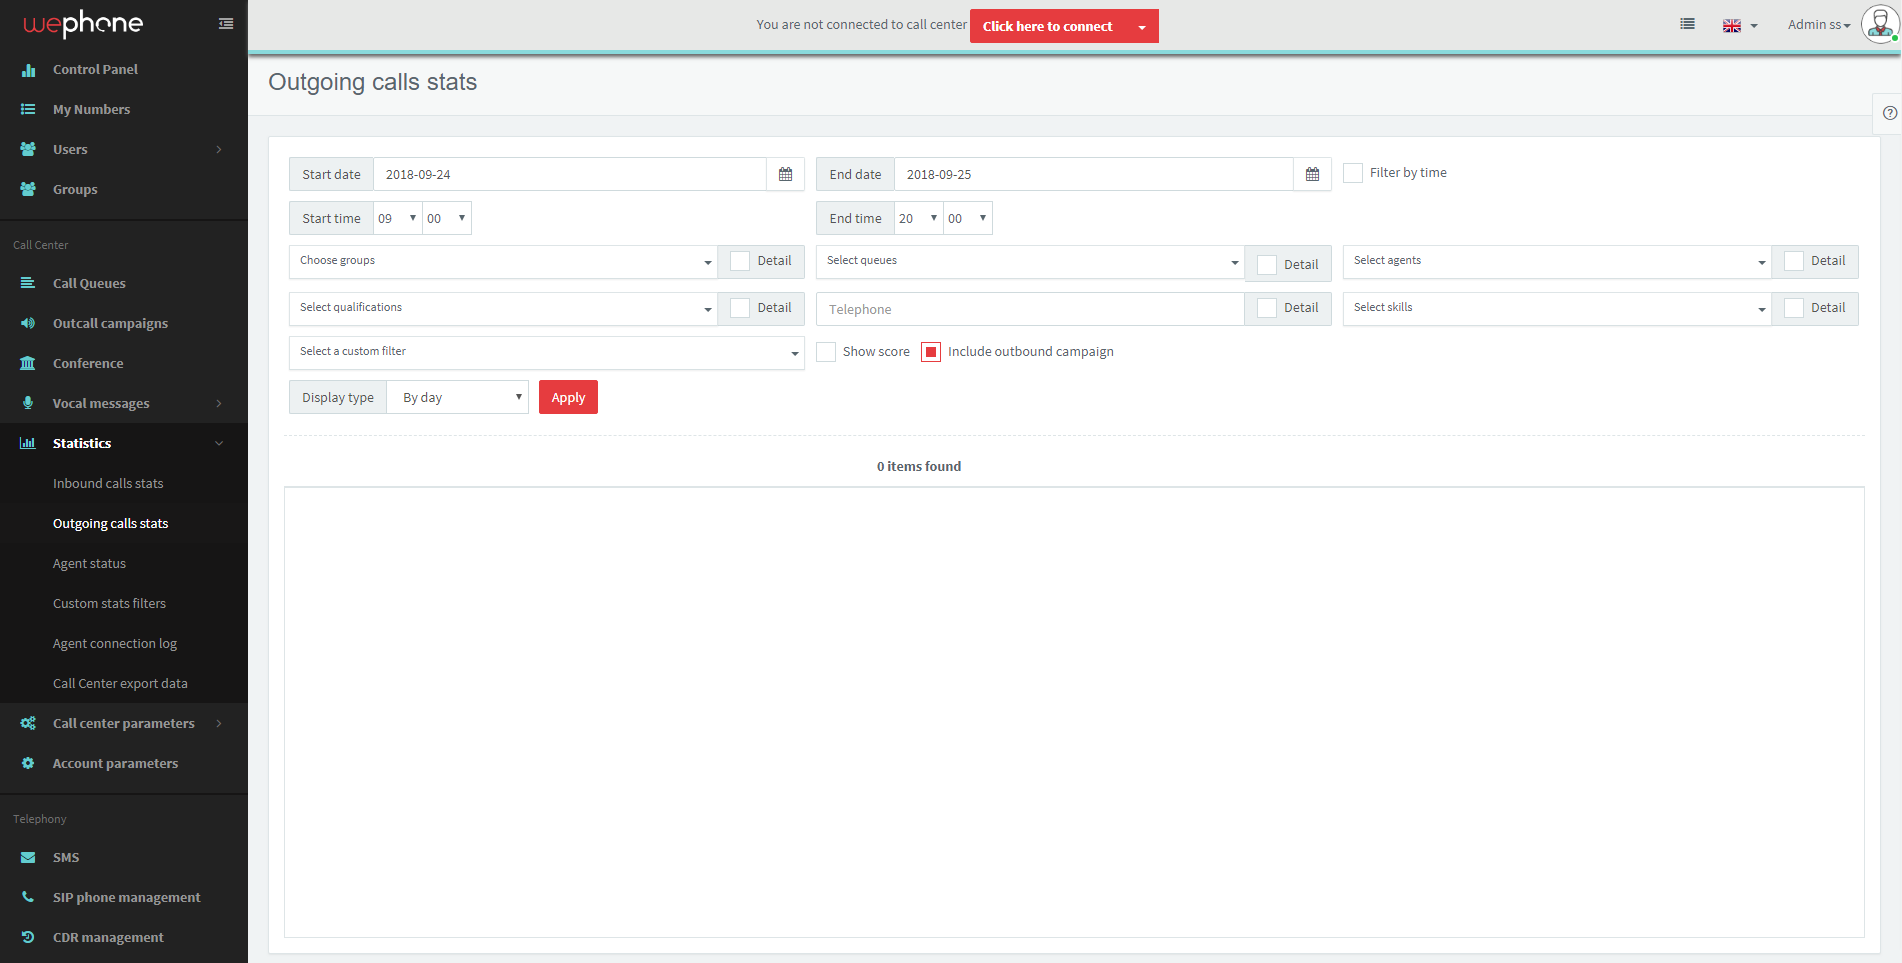 wephone
You are not connected to call center
Click here to connect
Admin ss
Control Panel
My Numbers
Users
Groups
Call Center
Call Queues
Outcall campaigns
Conference
Vocal messages
Statistics
Inbound calls stats
Outgoing calls stats
Agent status
Custom stats filters
Agent connection log
Call Center export data
Call center parameters
Account parameters
Telephony
SMS
SIP phone management
CDR management
Outgoing calls stats
Start date 2018-09-24
End date 2018-09-25
Filter by time
Start time 09 00
End time 20 00
Choose groups Detail
Select queues Detail
Select agents Detail
Select qualifications Detail
Telephone Detail
Select skills Detail
Select a custom filter
Show score
Include outbound campaign
Display type By day
Apply
0 items found